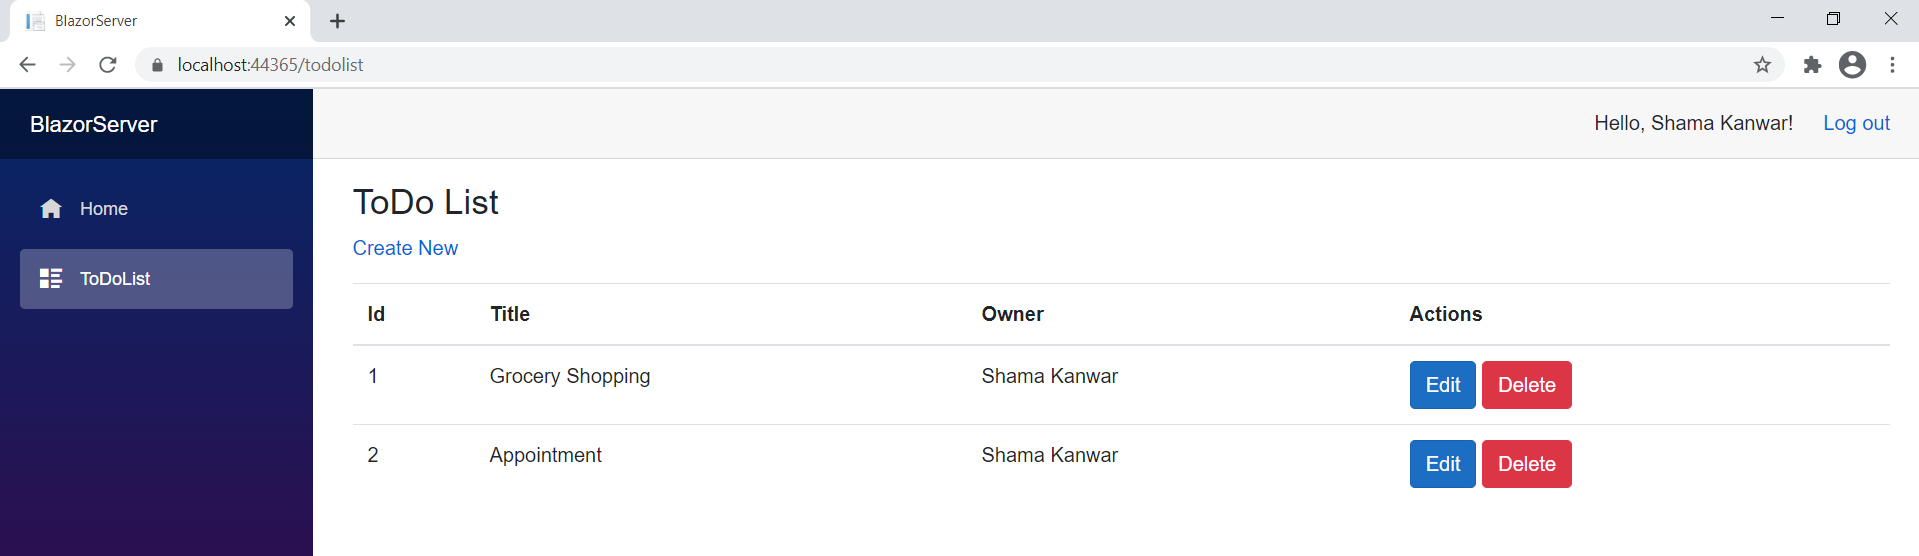 BlazorServer
localhost:44365/todolist
BlazorServer
Hello, Shama Kanwar! Log out
Home
ToDoList
ToDo List
Create New
Id Title Owner Actions
1 Grocery Shopping Shama Kanwar Edit Delete
2 Appointment Shama Kanwar Edit Delete